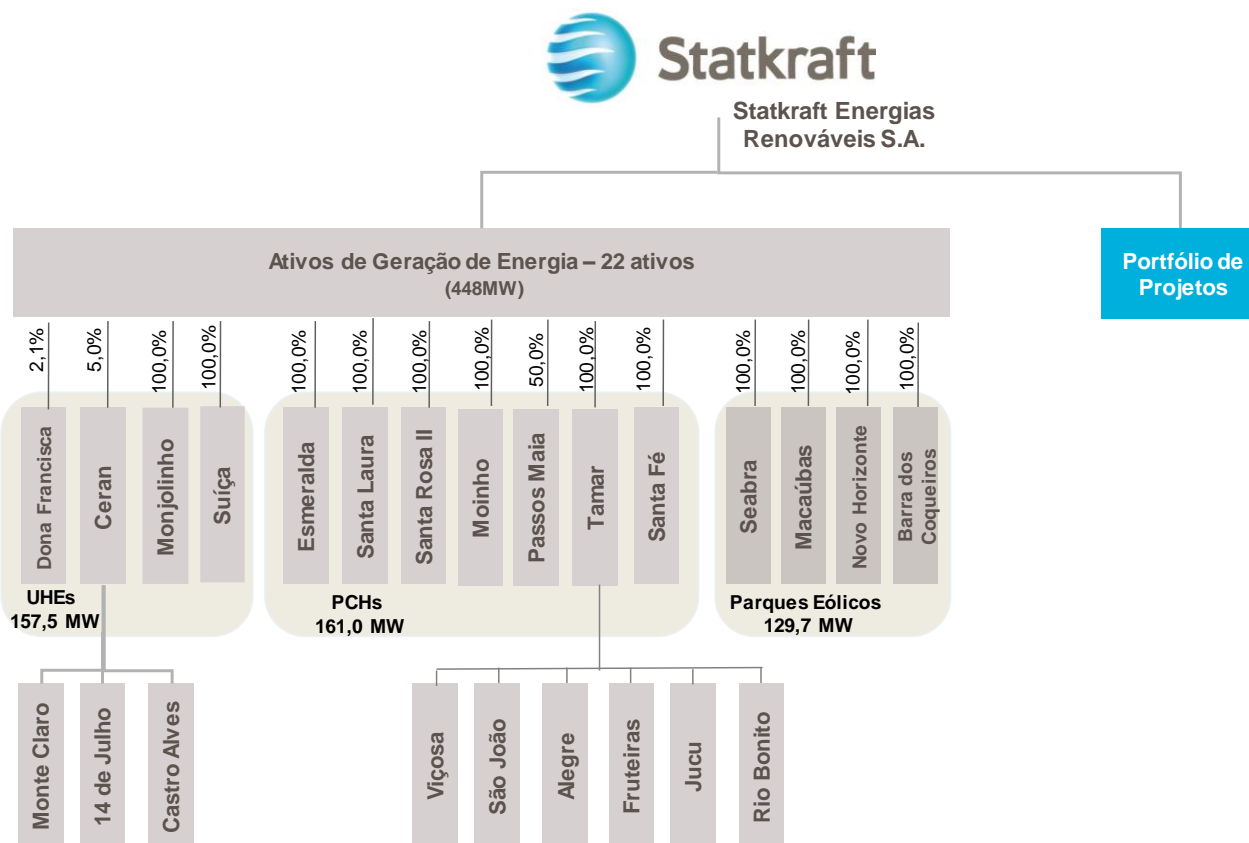 Statkraft
Statkraft Energias
Renováveis S.A.
Ativos de Geração de Energia – 22 ativos
(448MW)
Portfólio de
Projetos
2,1%
5,0%
100,0%
100,0%
100,0%
100,0%
100,0%
100,0%
50,0%
100,0%
100,0%
100,0%
100,0%
100,0%
100,0%
Dona Francisca
Ceran
Monjolinho
Suíça
Esmeralda
Santa Laura
Santa Rosa II
Moinho
Passos Maia
Tamar
Santa Fé
Seabra
Macaúbas
Novo Horizonte
Barra dos
Coqueiros
UHEs
157,5 MW
PCHs
161,0 MW
Parques Eólicos
129,7 MW
Monte Claro
14 de Julho
Castro Alves
Viçosa
São João
Alegre
Fruteiras
Jucu
Rio Bonito